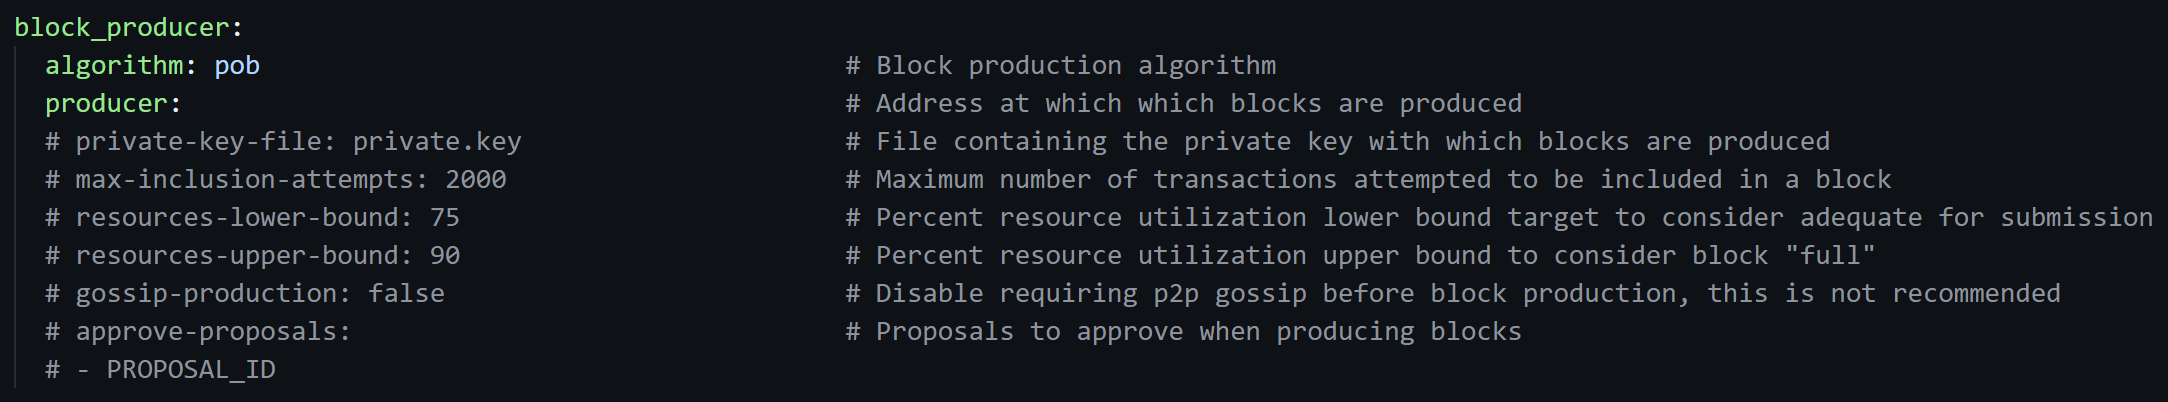 block_producer:
  algorithm: pob                                      # Block production algorithm
  producer:                                           # Address at which which blocks are produced
  # private-key-file: private.key                     # File containing the private key with which blocks are produced
  # max-inclusion-attempts: 2000                      # Maximum number of transactions attempted to be included in a block
  # resources-lower-bound: 75                         # Percent resource utilization lower bound target to consider adequate for submission
  # resources-upper-bound: 90                         # Percent resource utilization upper bound to consider block "full"
  # gossip-production: false                          # Disable requiring p2p gossip before block production, this is not recommended
  # approve-proposals:                                # Proposals to approve when producing blocks
  # - PROPOSAL_ID